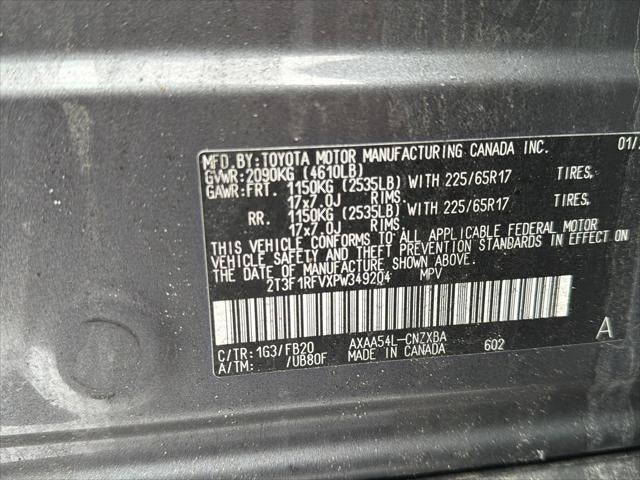 MFD.BY:TOYOTA MOTOR MANUFACTURING CANADA INC. 01/
GVWR:2090KG (4610LB)
GAWR:FRT. 1150KG (2535LB) WITH 225/65R17 TIRES.
17x7.0J RIMS.
RR. 1150KG (2535LB) WITH 225/65R17 TIRES.
17x7.0J RIMS.
THIS VEHICLE CONFORMS TO ALL APPLICABLE FEDERAL MOTOR
VEHICLE SAFETY AND THEFT PREVENTION STANDARDS IN EFFECT ON
THE DATE OF MANUFACTURE SHOWN ABOVE.
2T3F1RFVXPW349204 MPV
C/TR:1G3/FB20 AXAA54L-CNZXBA A
A/TM: /UB80F MADE IN CANADA 602